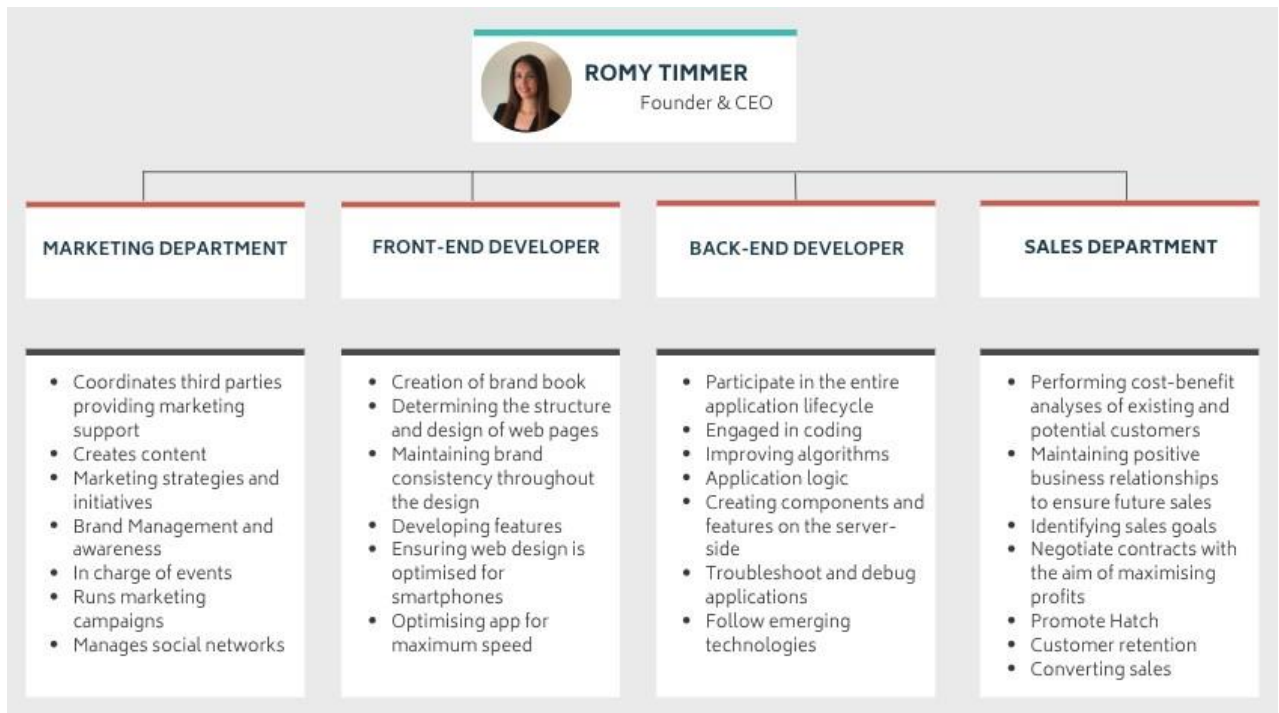 ROMY TIMMER
Founder & CEO
MARKETING DEPARTMENT
FRONT-END DEVELOPER
BACK-END DEVELOPER
SALES DEPARTMENT
• Coordinates third parties
providing marketing
support
• Creates content
• Marketing strategies and
initiatives
• Brand Management and
awareness
• In charge of events
• Runs marketing
campaigns
• Manages social networks
• Creation of brand book
• Determining the structure
and design of web pages
• Maintaining brand
consistency throughout
the design
• Developing features
• Ensuring web design is
optimised for
smartphones
• Optimising app for
maximum speed
• Participate in the entire
application lifecycle
• Engaged in coding
• Improving algorithms
• Application logic
• Creating components and
features on the server-
side
• Troubleshoot and debug
applications
• Follow emerging
technologies
• Performing cost-benefit
analyses of existing and
potential customers
• Maintaining positive
business relationships
to ensure future sales
• Identifying sales goals
• Negotiate contracts with
the aim of maximising
profits
• Promote Hatch
• Customer retention
• Converting sales